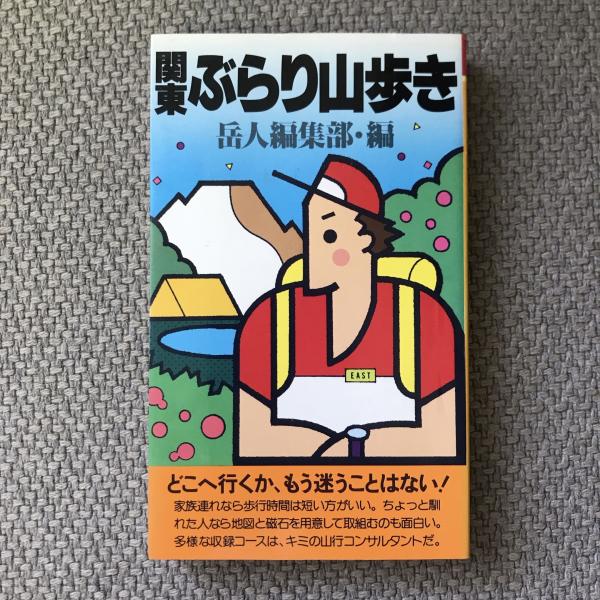 関東ぶらり山歩き
岳人編集部・編
EAST
どこへ行くか、もう迷うことはない!
家族連れなら歩行時間は短い方がいい。ちょっと馴
れた人なら地図と磁石を用意して取組むのも面白い。
多様な収録コースは、キミの山行コンサルタントだ。